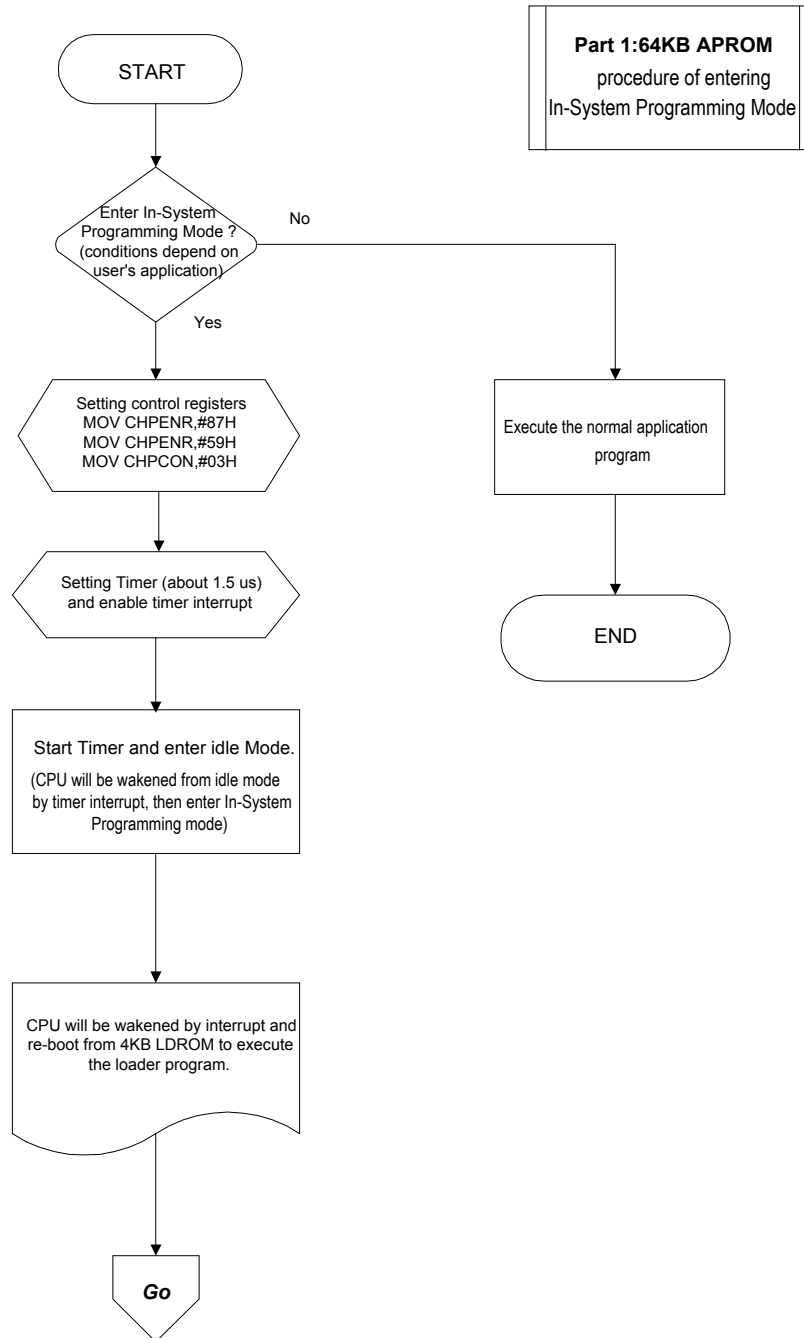 Part 1:64KB APROM
procedure of entering
In-System Programming Mode
START
Enter In-System
Programming Mode ?
(conditions depend on
user's application)
No
Yes
Setting control registers
MOV CHPENR,#87H
MOV CHPENR,#59H
MOV CHPCON,#03H
Execute the normal application
program
Setting Timer (about 1.5 us)
and enable timer interrupt
END
Start Timer and enter idle Mode.
(CPU will be wakened from idle mode
by timer interrupt, then enter In-System
Programming mode)
CPU will be wakened by interrupt and
re-boot from 4KB LDROM to execute
the loader program.
Go